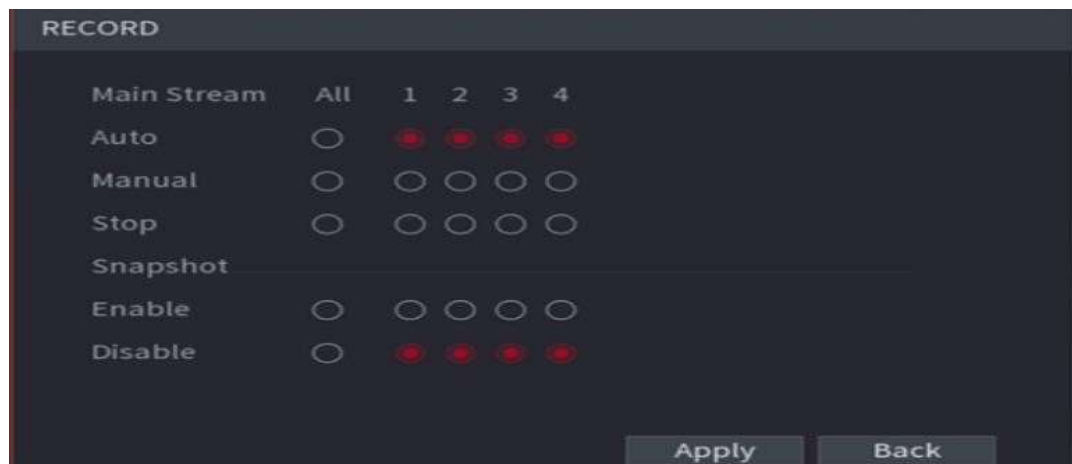 RECORD
Main Stream All 1 2 3 4
Auto
Manual
Stop
Snapshot
Enable
Disable
Apply Back